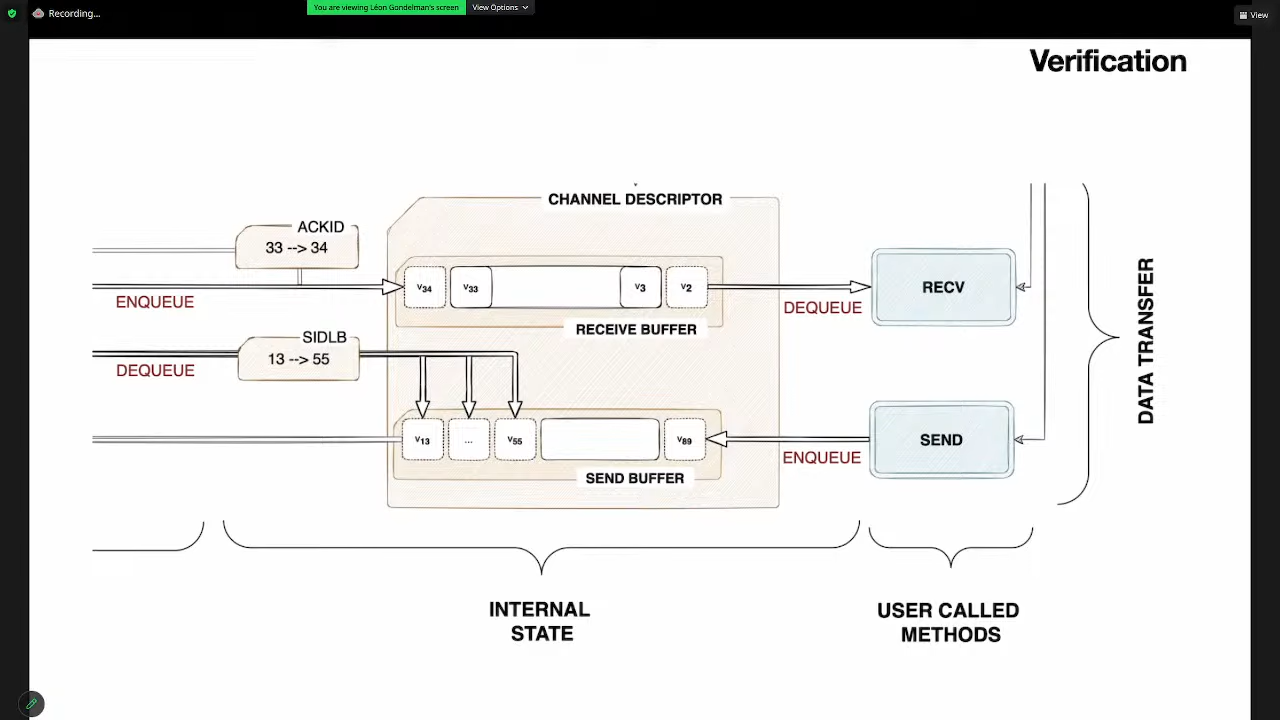 Recording...
You are viewing Léon Gondelman's screen
View Options
View
Verification
CHANNEL DESCRIPTOR
ACKID
33 --> 34
ENQUEUE
V34
V33
V3
V2
DEQUEUE
RECV
RECEIVE BUFFER
SIDLB
13 --> 55
DEQUEUE
V13
...
V55
V89
ENQUEUE
SEND
SEND BUFFER
DATA TRANSFER
INTERNAL
STATE
USER CALLED
METHODS